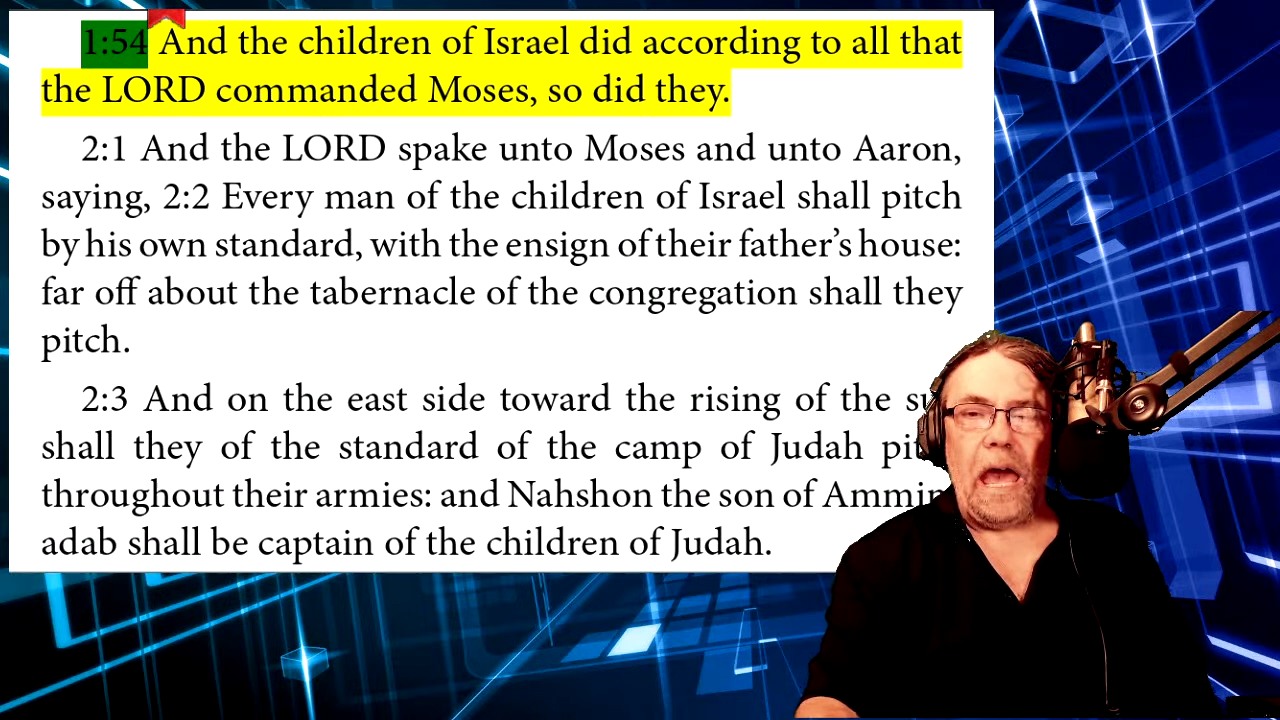 1:54 And the children of Israel did according to all that
the LORD commanded Moses, so did they.
2:1 And the LORD spake unto Moses and unto Aaron,
saying, 2:2 Every man of the children of Israel shall pitch
by his own standard, with the ensign of their father’s house:
far off about the tabernacle of the congregation shall they
pitch.
2:3 And on the east side toward the rising of the
shall they of the standard of the camp of Judah
throughout their armies: and Nahshon the son of Ammin
adab shall be captain of the children of Judah.